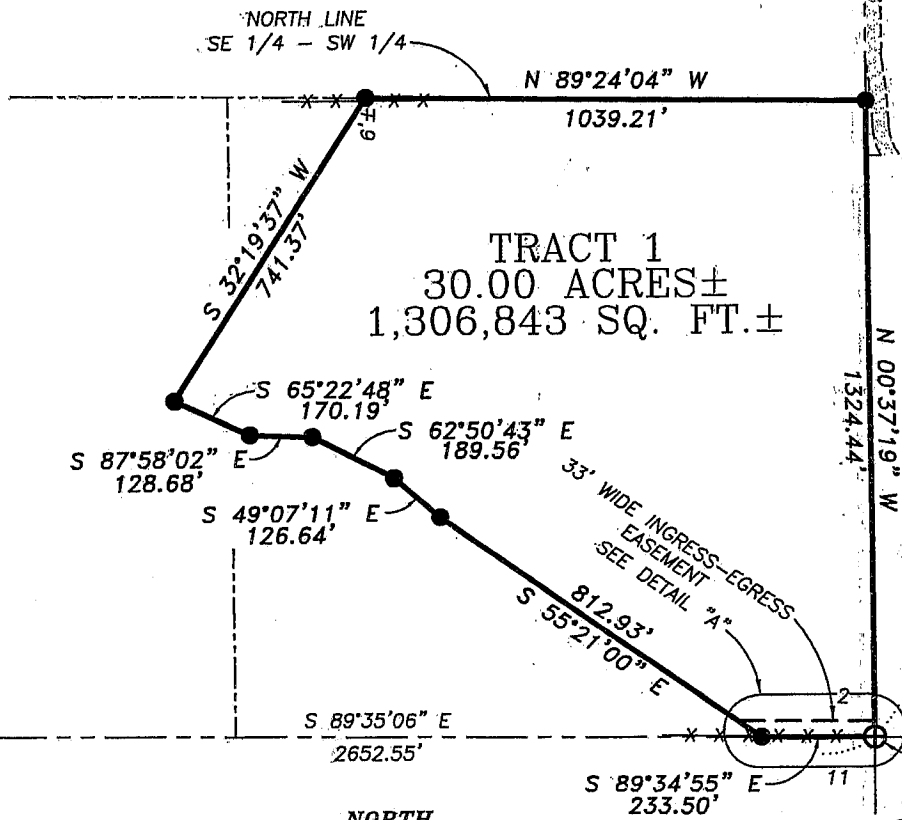 NORTH LINE
SE 1/4 - SW 1/4
N 89°24'04" W
1039.21'
S 32°19'37" W
741.37'
TRACT 1
30.00 ACRES±
1,306,843 SQ. FT.±
N 00°37'19" W
1324.44'
S 65°22'48" E
170.19'
S 62°50'43" E
189.56'
S 87°58'02" E
128.68'
S 49°07'11" E
126.64'
33' WIDE INGRESS-EGRESS
EASEMENT
SEE DETAIL "A"
812.93'
S 55°21'00" E
2
S 89°35'06" E
2652.55'
11
S 89°34'55" E
233.50'
NORTH